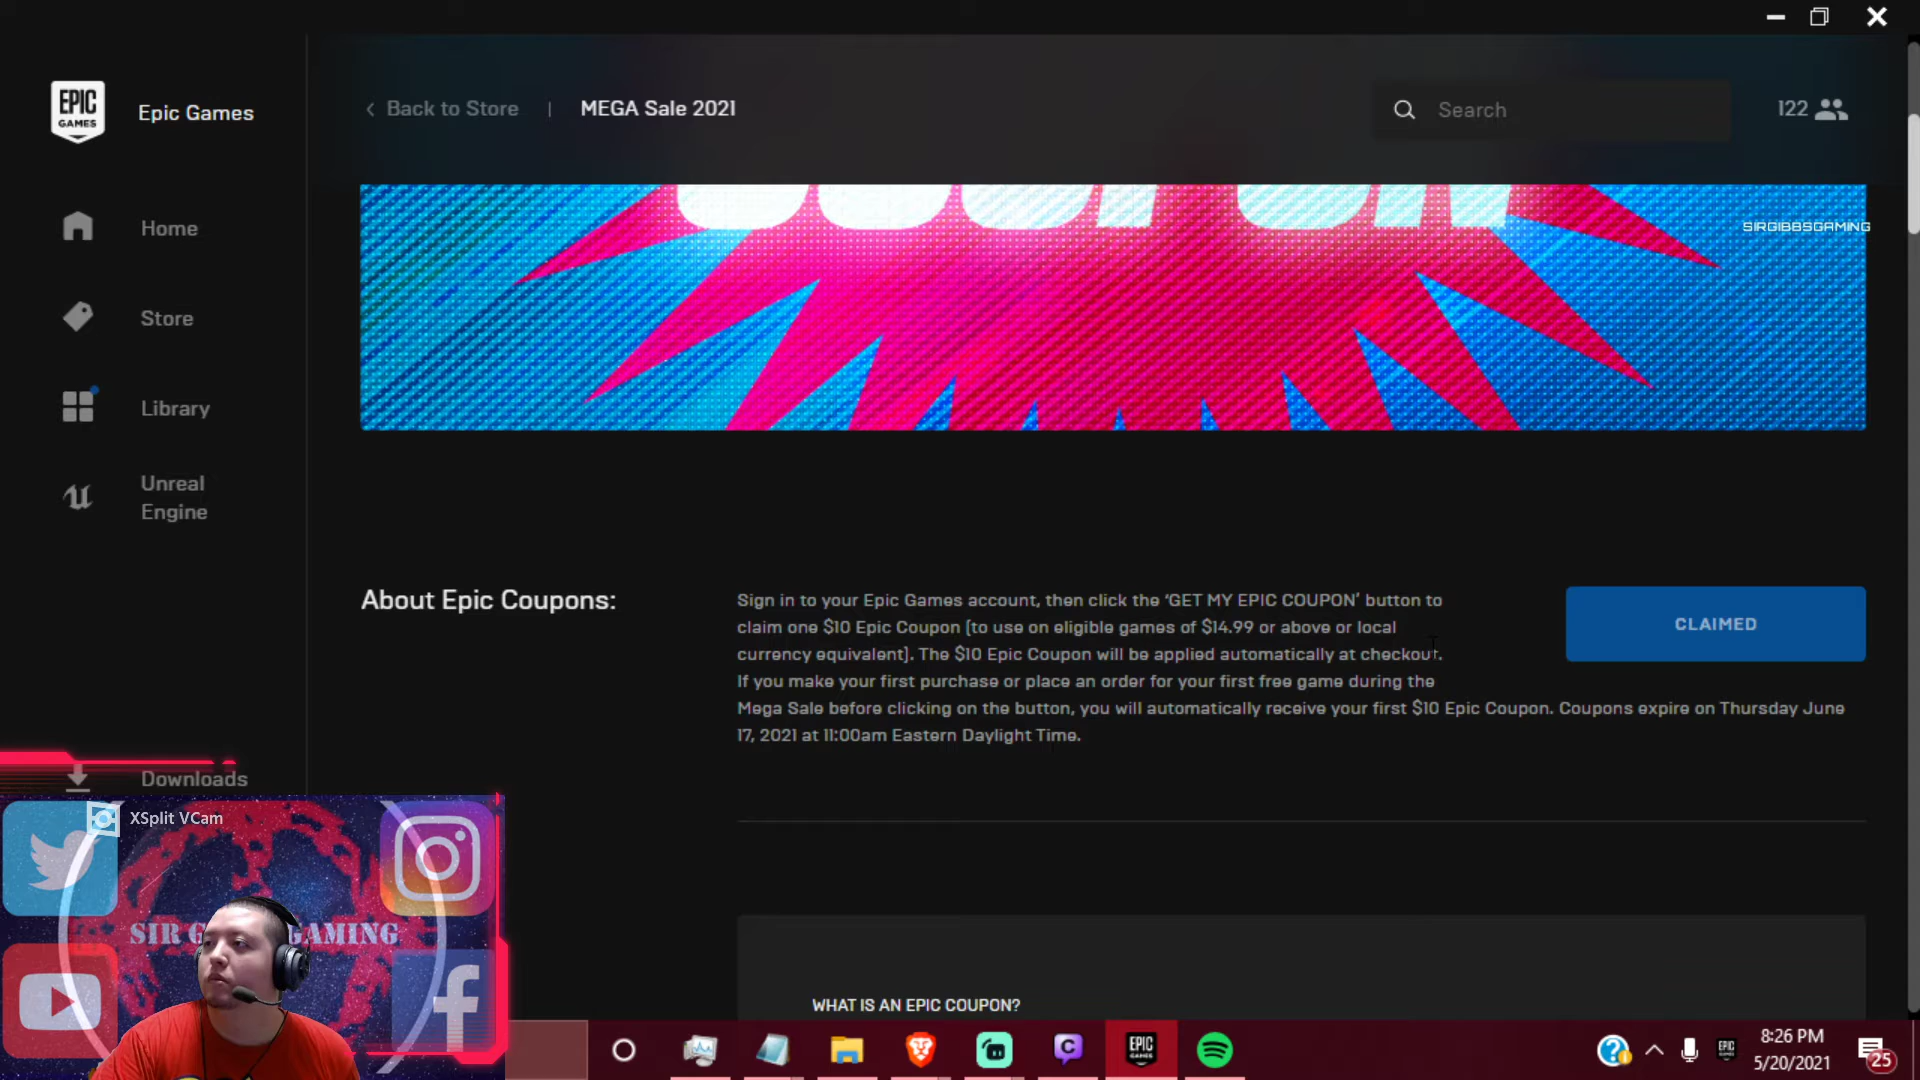 EPIC
GAMES
Epic Games
Back to Store
MEGA Sale 2021
Search
122
Home
Store
Library
Unreal
Engine
Downloads
SIRGIBBSGAMING
About Epic Coupons:
Sign in to your Epic Games account, then click the ‘GET MY EPIC COUPON’ button to
claim one $10 Epic Coupon (to use on eligible games of $14.99 or above or local
currency equivalent). The $10 Epic Coupon will be applied automatically at checkout.
If you make your first purchase or place an order for your first free game during the
Mega Sale before clicking on the button, you will automatically receive your first $10 Epic Coupon. Coupons expire on Thursday June
17, 2021 at 11:00am Eastern Daylight Time.
CLAIMED
WHAT IS AN EPIC COUPON?
XSplit VCam
SIR G GAMING
EPIC
GAMES
EPIC
8:26 PM
5/20/2021
25